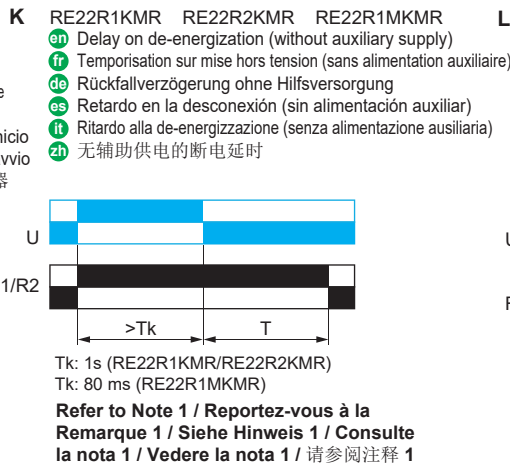 K RE22R1KMR RE22R2KMR RE22R1MKMR L
en Delay on de-energization (without auxiliary supply)
fr Temporisation sur mise hors tension (sans alimentation auxiliaire)
de Rückfallverzögerung ohne Hilfsversorgung
es Retardo en la desconexión (sin alimentación auxiliar)
it Ritardo alla de-energizzazione (senza alimentazione ausiliaria)
zh 无辅助供电的断电延时
e
nicio
vvio
器
U
1/R2
>Tk T
Tk: 1s (RE22R1KMR/RE22R2KMR)
Tk: 80 ms (RE22R1MKMR)
Refer to Note 1 / Reportez-vous à la
Remarque 1 / Siehe Hinweis 1 / Consulte
la nota 1 / Vedere la nota 1 / 请参阅注释 1